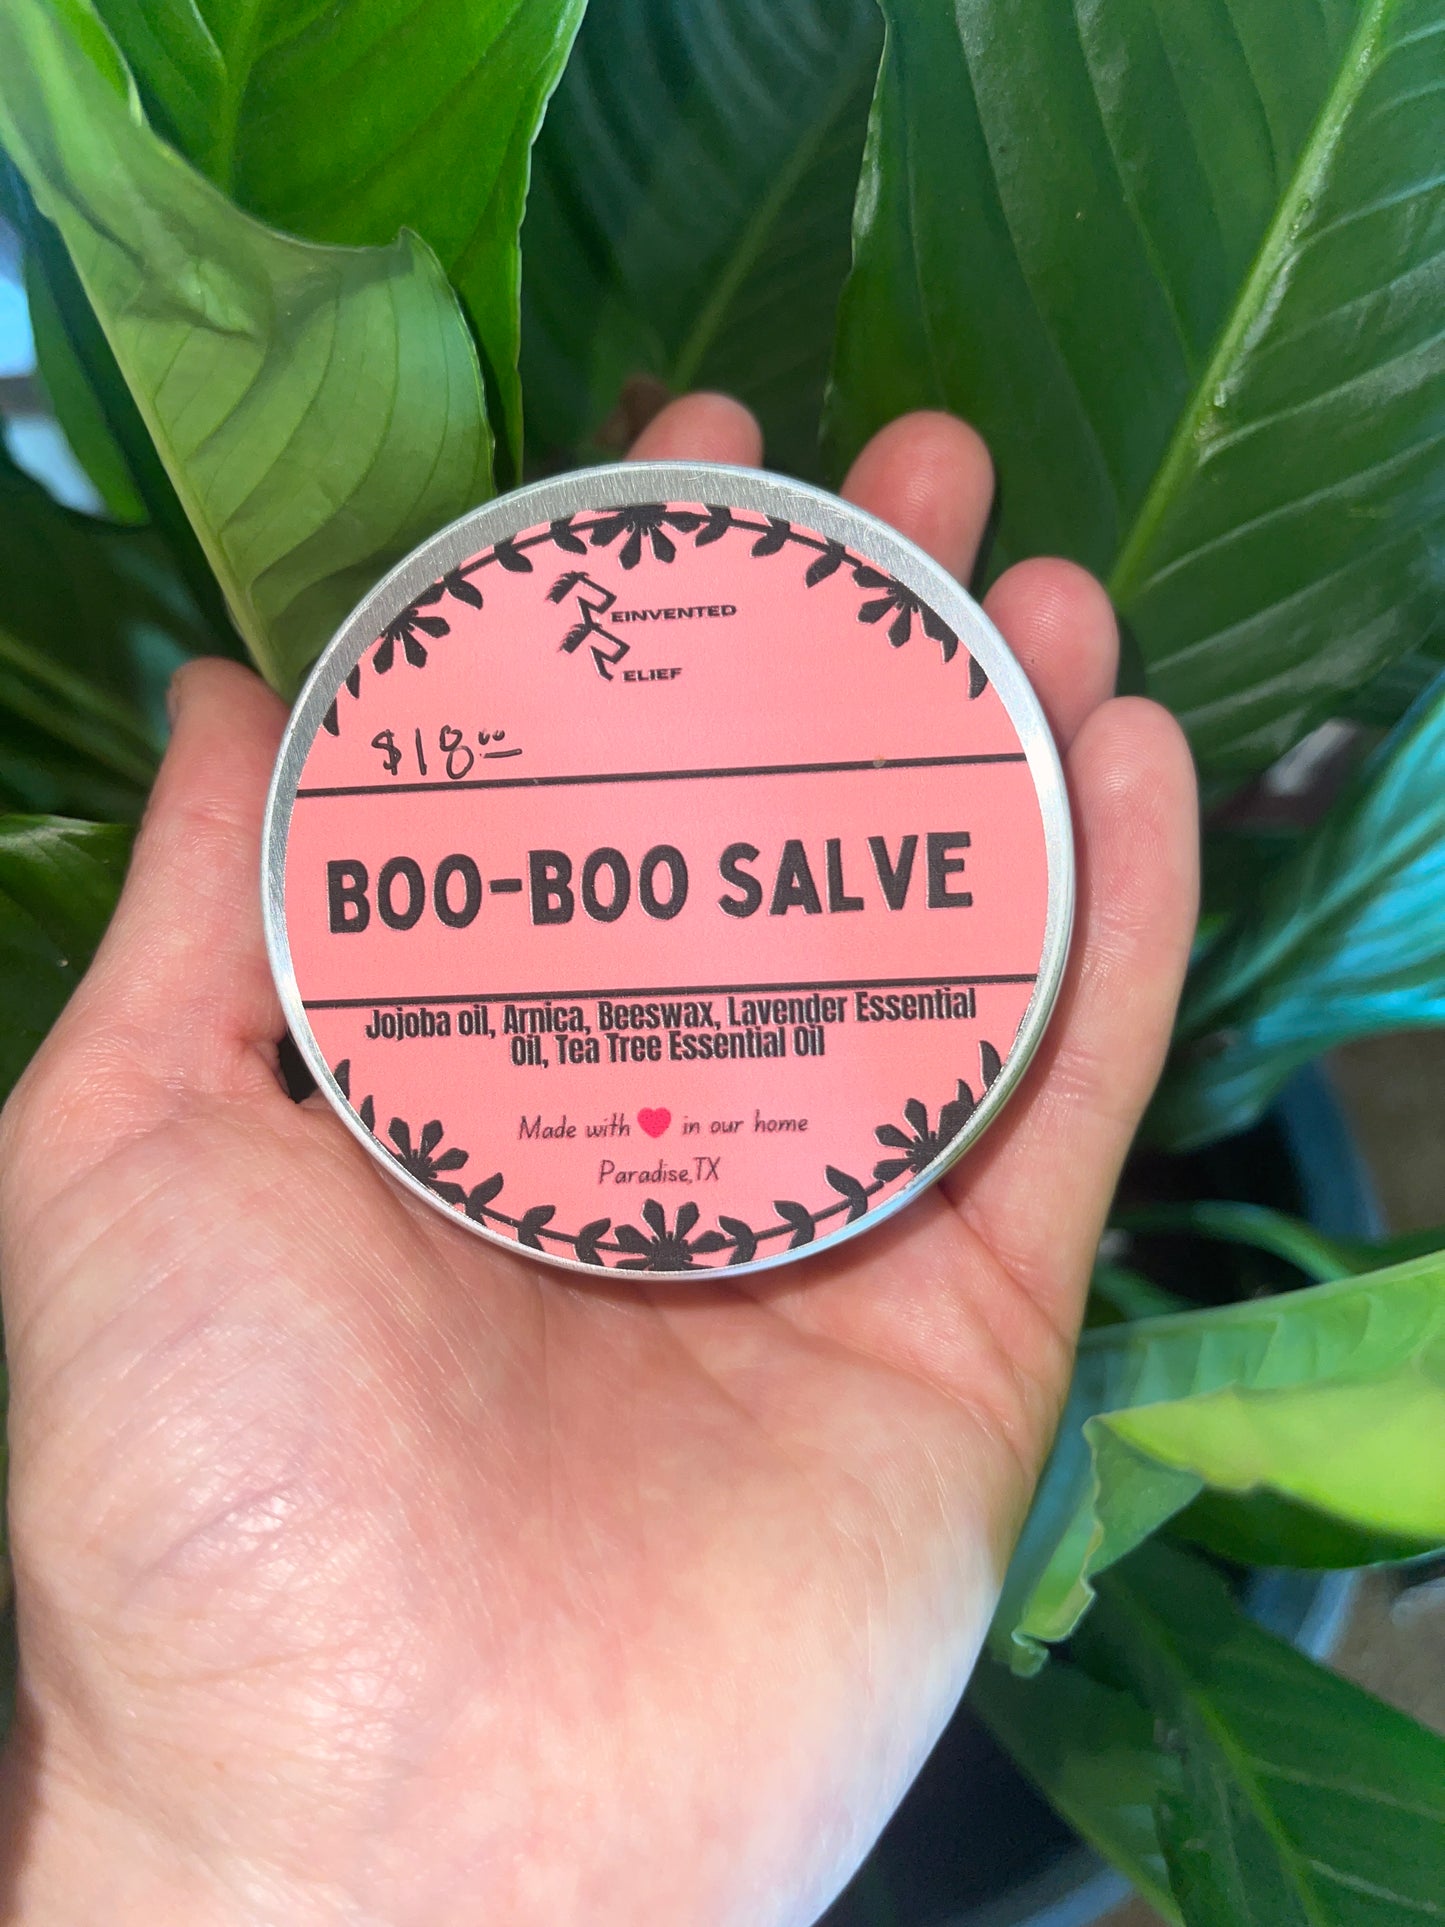 REINVENTED
RELIEF
$18.00
BOO-BOO SALVE
Jojoba oil, Arnica, Beeswax, Lavender Essential
Oil, Tea Tree Essential Oil
Made with ❤ in our home
Paradise,TX